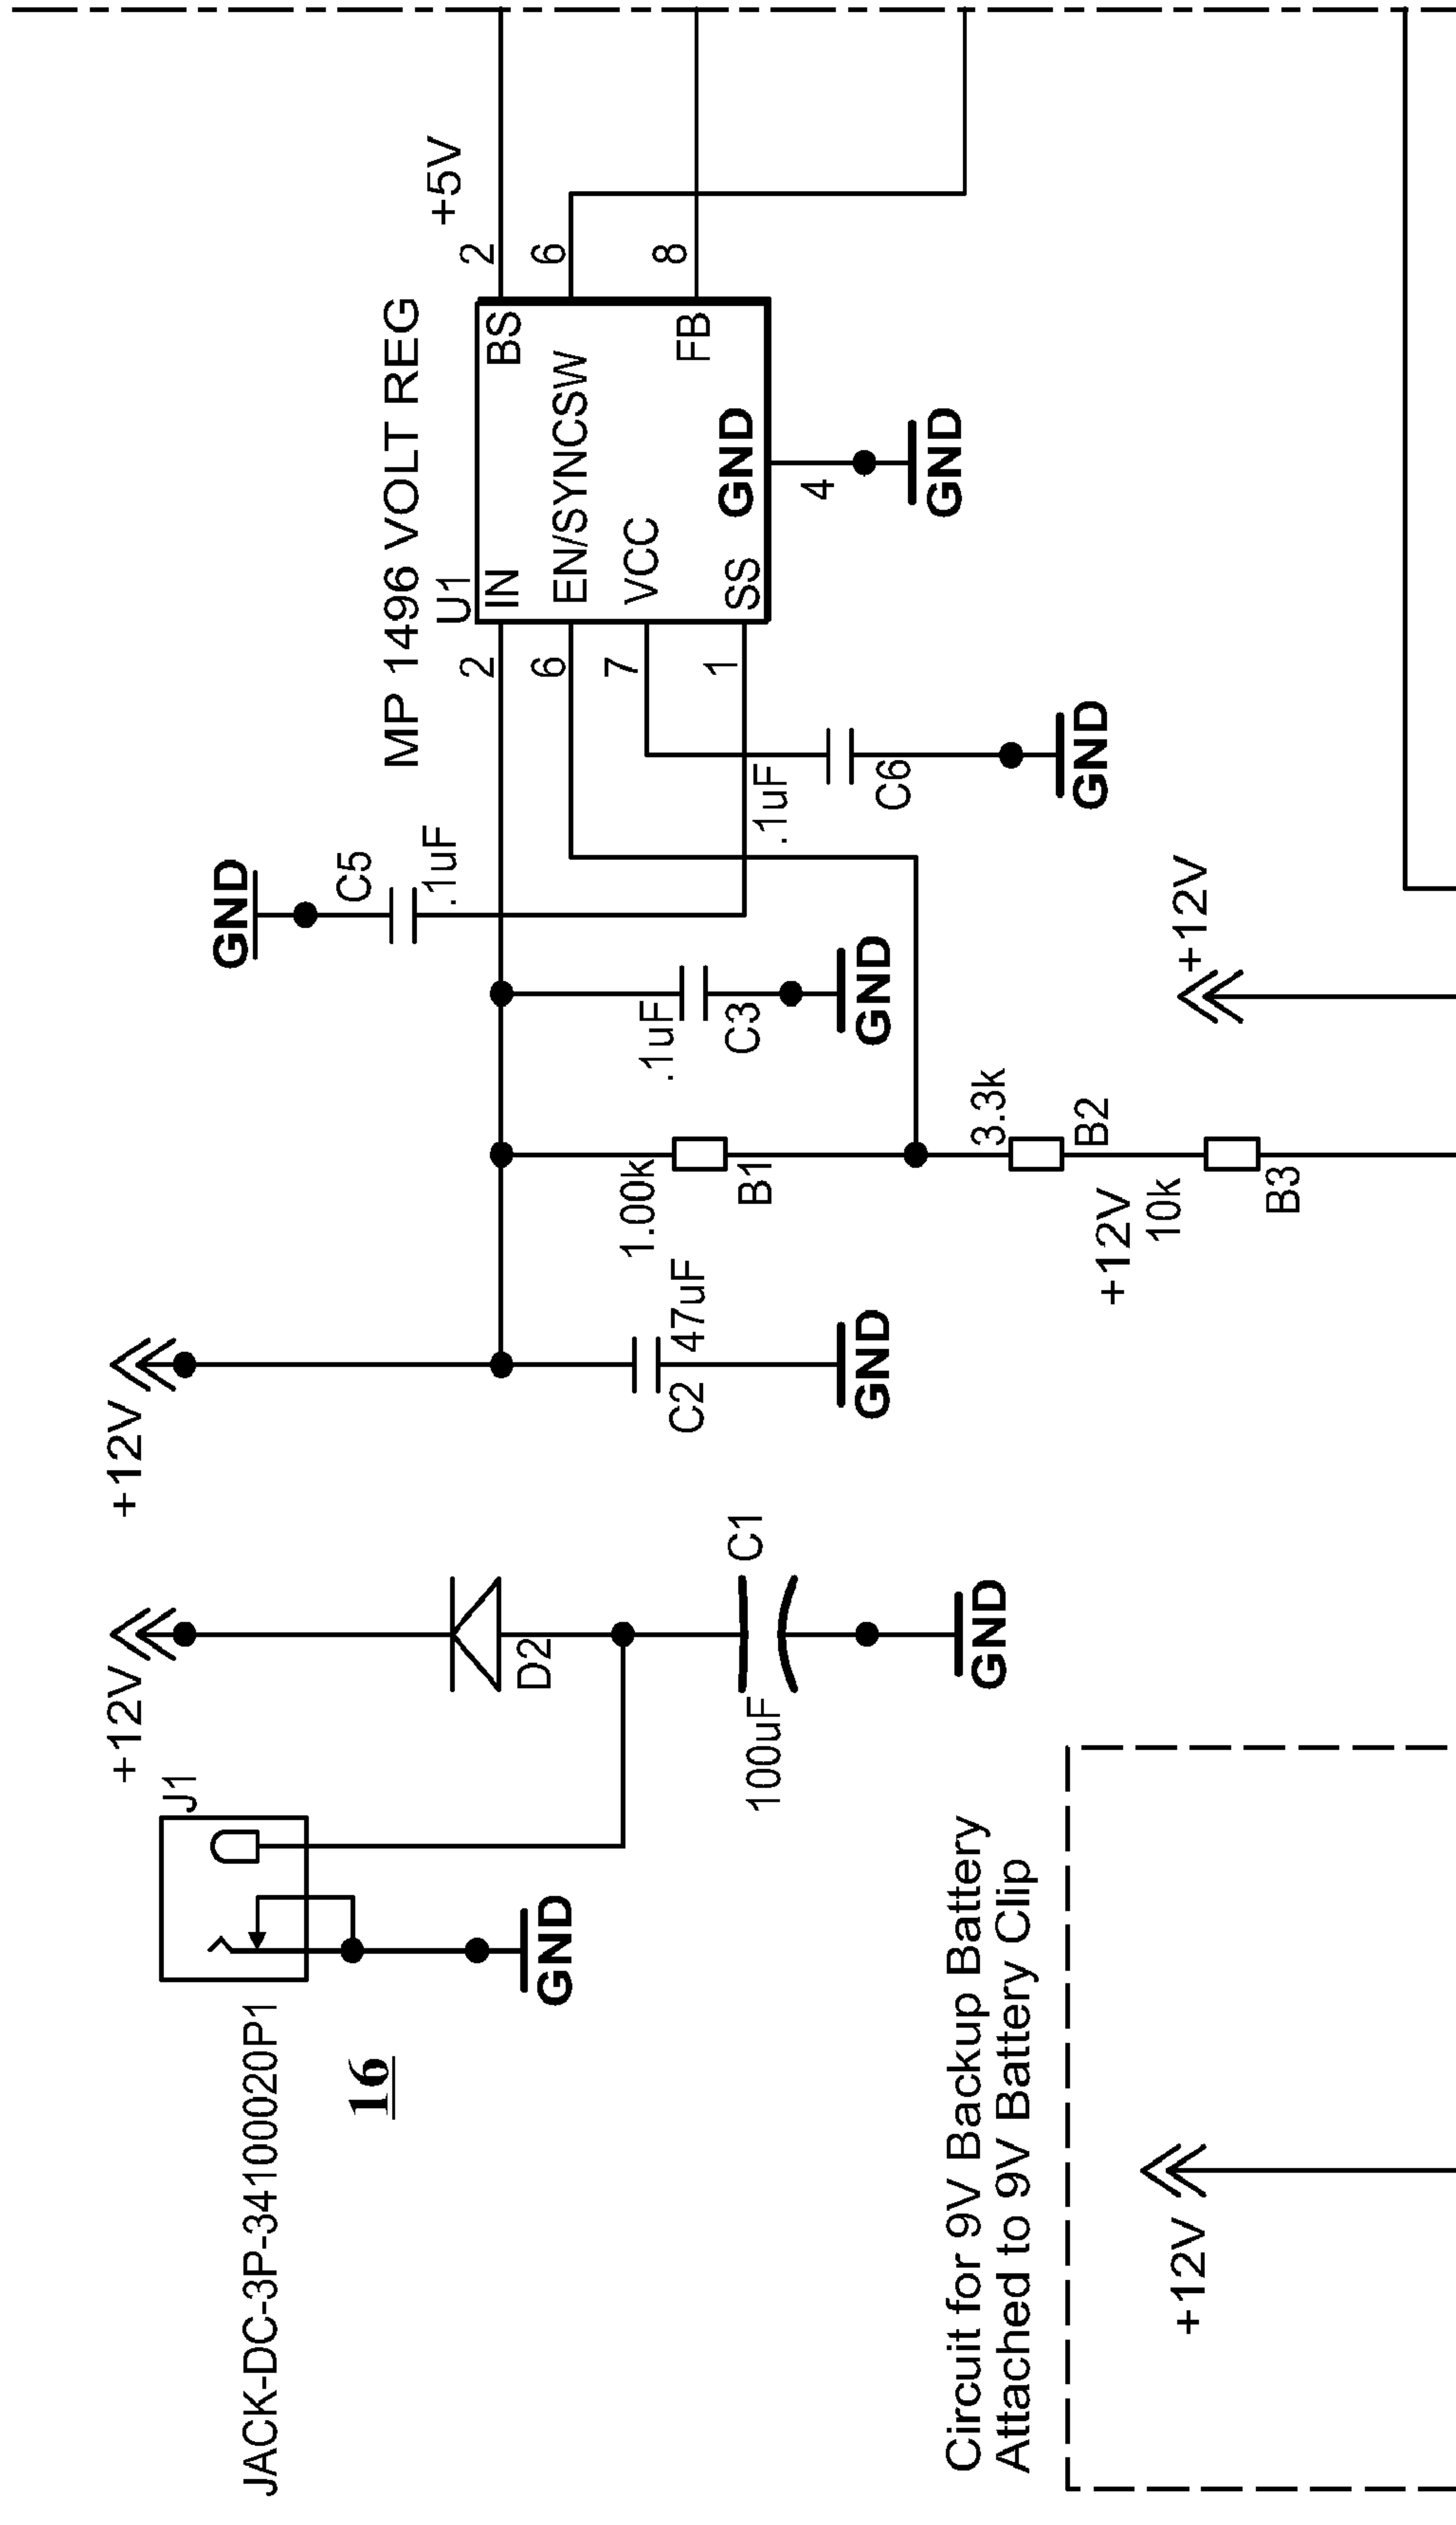 JACK-DC-3P-34100020P1
J1
16
GND
+12V
D2
100uF
C1
GND
+12V
C2
47uF
GND
1.00k
B1
.1uF
C3
GND
GND
C5
.1uF
MP 1496 VOLT REG
U1
+5V
2
IN
BS
2
6
EN/SYNCSW
6
7
VCC
FB
8
1
SS
GND
4
GND
.1uF
C6
GND
3.3k
B2
+12V
10k
B3
+12V
Circuit for 9V Backup Battery
Attached to 9V Battery Clip
+12V